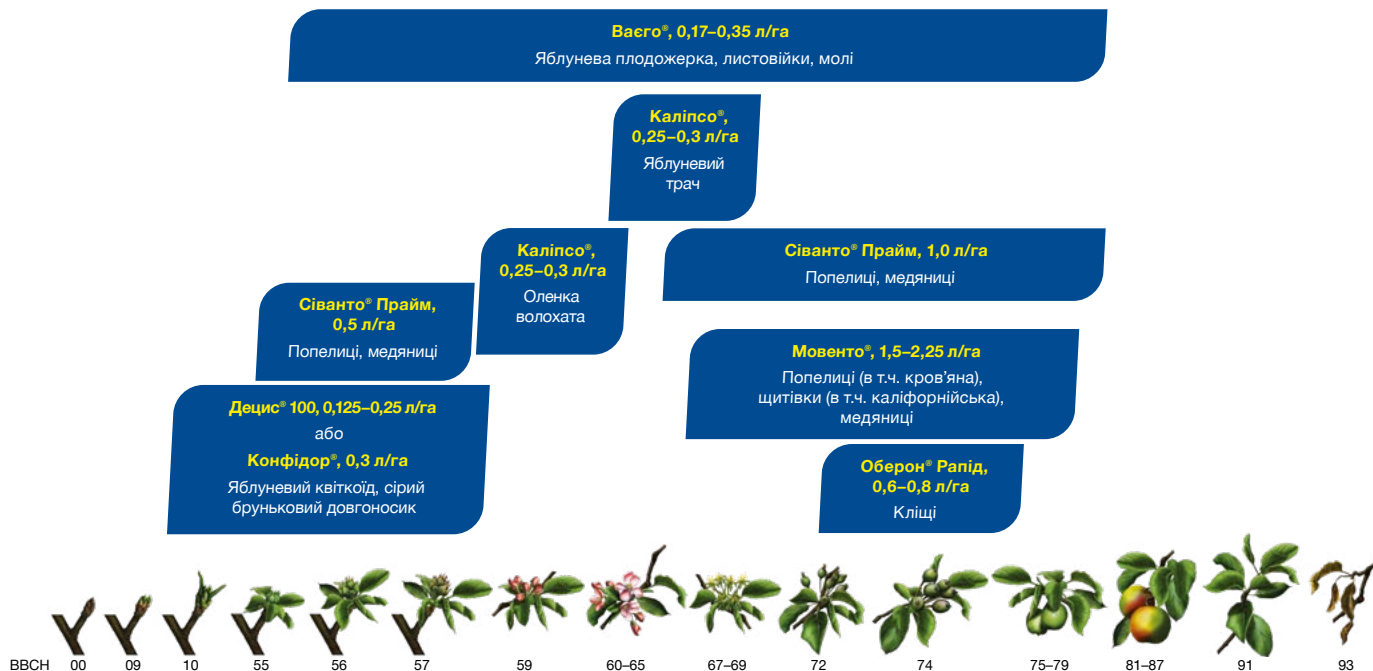 Ваєго®, 0,17–0,35 л/га
Яблунева плодожерка, листовійки, молі
Каліпсо®,
0,25–0,3 л/га
Яблуневий
трач
Каліпсо®,
0,25–0,3 л/га
Оленка
волохата
Сіванто® Прайм, 1,0 л/га
Попелиці, медяниці
Сіванто® Прайм,
0,5 л/га
Попелиці, медяниці
Мовенто®, 1,5–2,25 л/га
Попелиці (в т.ч. кров’яна),
щитівки (в т.ч. каліфорнійська),
медяниці
Децис® 100, 0,125–0,25 л/га
або
Конфідор®, 0,3 л/га
Яблуневий квіткоїд, сірий
бруньковий довгоносик
Оберон® Рапід,
0,6–0,8 л/га
Кліщі
BBCH 00 09 10 55 56 57 59 60–65 67–69 72 74 75–79 81–87 91 93